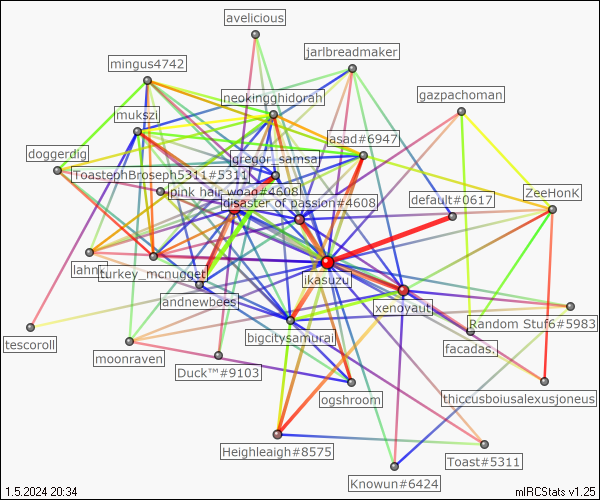 avelicious
jarlbreadmaker
mingus4742
gazpachoman
neokingghidorah
mukszi
asad#6947
doggerdig
gregor_samsa
ToastephBroseph5311#5311
pink hair woag#4608
ZeeHonK
default#0617
disaster of passion#4608
lahn
turkey_mcnugget
ikasuzu
andnewbees
xenoyauti
Random Stuf6#5983
bigcitysamurai
tescoroll
facadas.
moonraven
Duck™#9103
ogshroom
thiccusboiusalexusjoneus
Heighleaigh#8575
Toast#5311
Knowun#6424
1.5.2024 20:34
mIRCStats v1.25